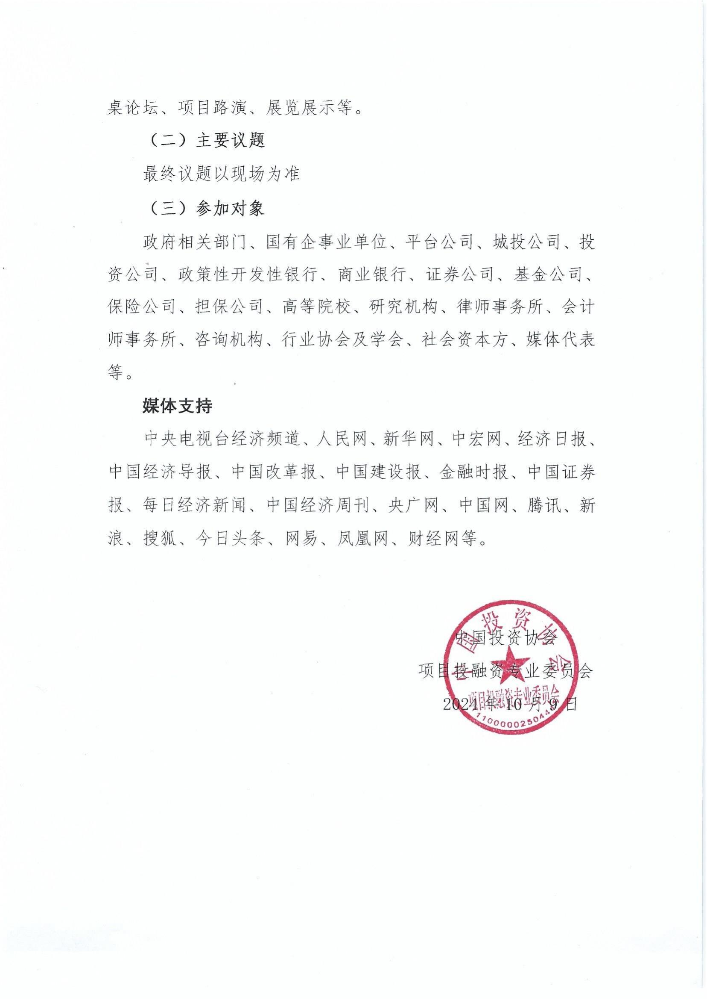 桌论坛、项目路演、展览展示等。
（二）主要议题
最终议题以现场为准
（三）参加对象
政府相关部门、国有企事业单位、平台公司、城投公司、投
资公司、政策性开发性银行、商业银行、证券公司、基金公司、
保险公司、担保公司、高等院校、研究机构、律师事务所、会计
师事务所、咨询机构、行业协会及学会、社会资本方、媒体代表
等。
媒体支持
中央电视台经济频道、人民网、新华网、中宏网、经济日报、
中国经济导报、中国改革报、中国建设报、金融时报、中国证券
报、每日经济新闻、中国经济周刊、央广网、中国网、腾讯、新
浪、搜狐、今日头条、网易、凤凰网、财经网等。
中国投资协会
项目投融资专业委员会
2024 年 10 月 9 日
中国投资协会
项目投融资专业委员会